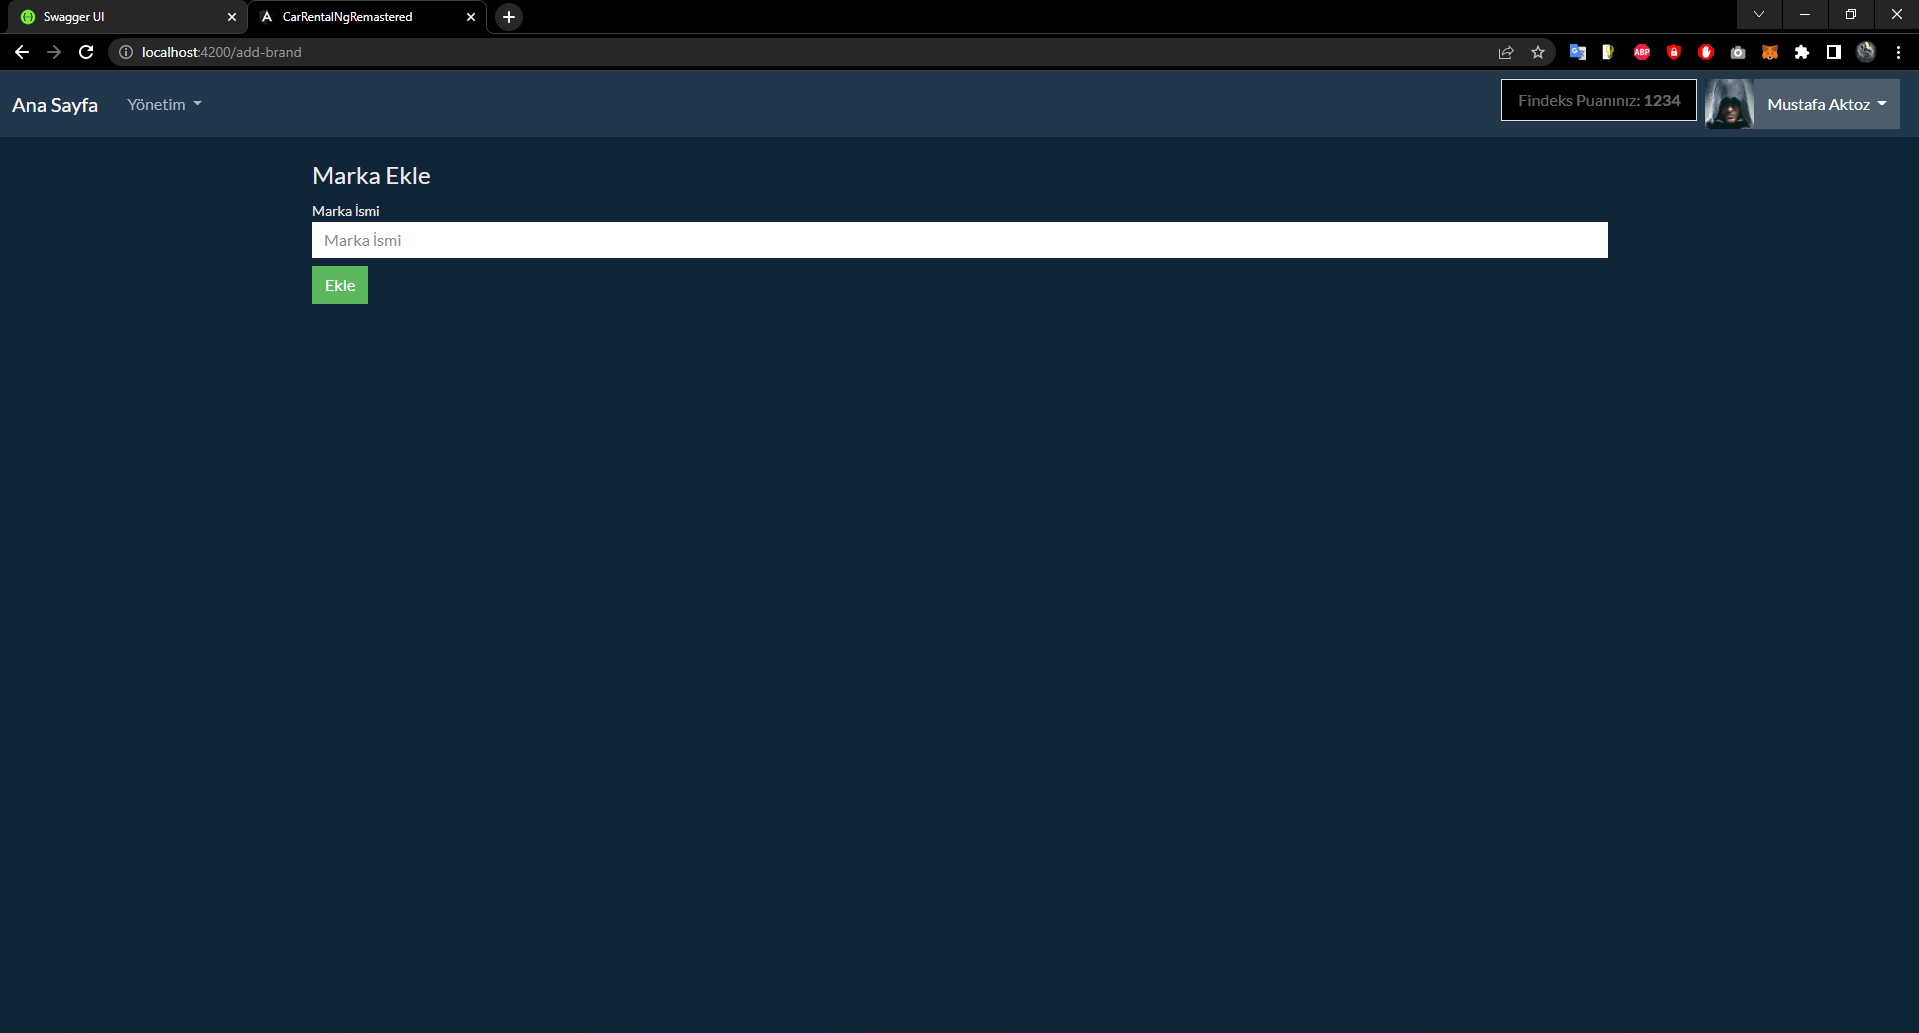 Swagger UI
CarRentalNgRemastered
localhost:4200/add-brand
ABP
Ana Sayfa
Yönetim
Findeks Puanınız: 1234
Mustafa Aktoz
Marka Ekle
Marka İsmi
Marka İsmi
Ekle